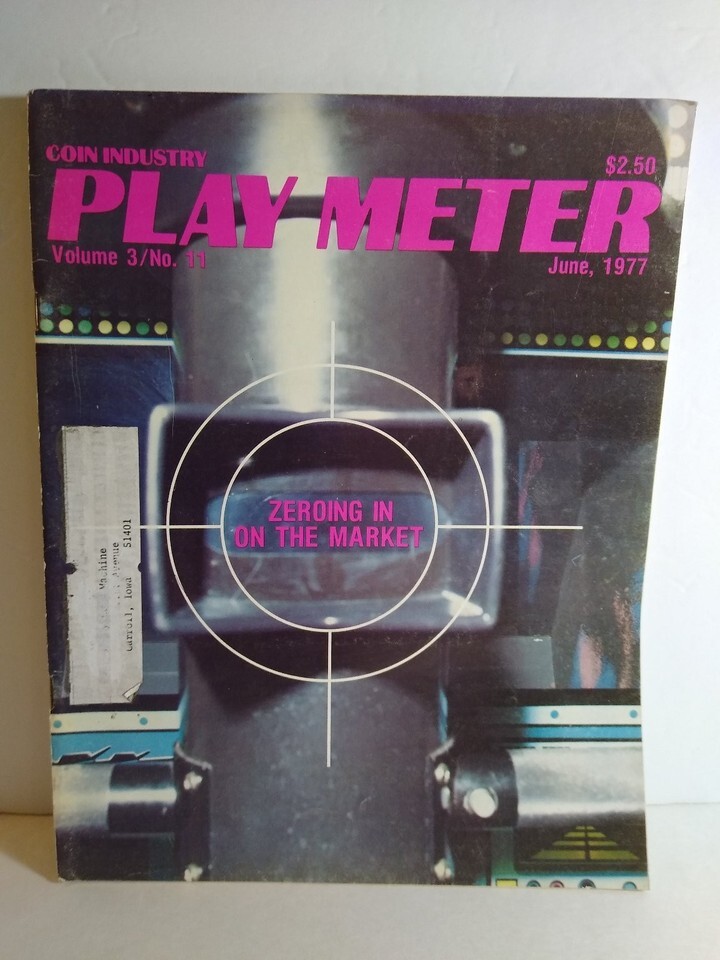 COIN INDUSTRY
$2.50
PLAY METER
Volume 3/No. 11
June, 1977
ZEROING IN
ON THE MARKET
Machine
Avenue
Carroll, Iowa 51401